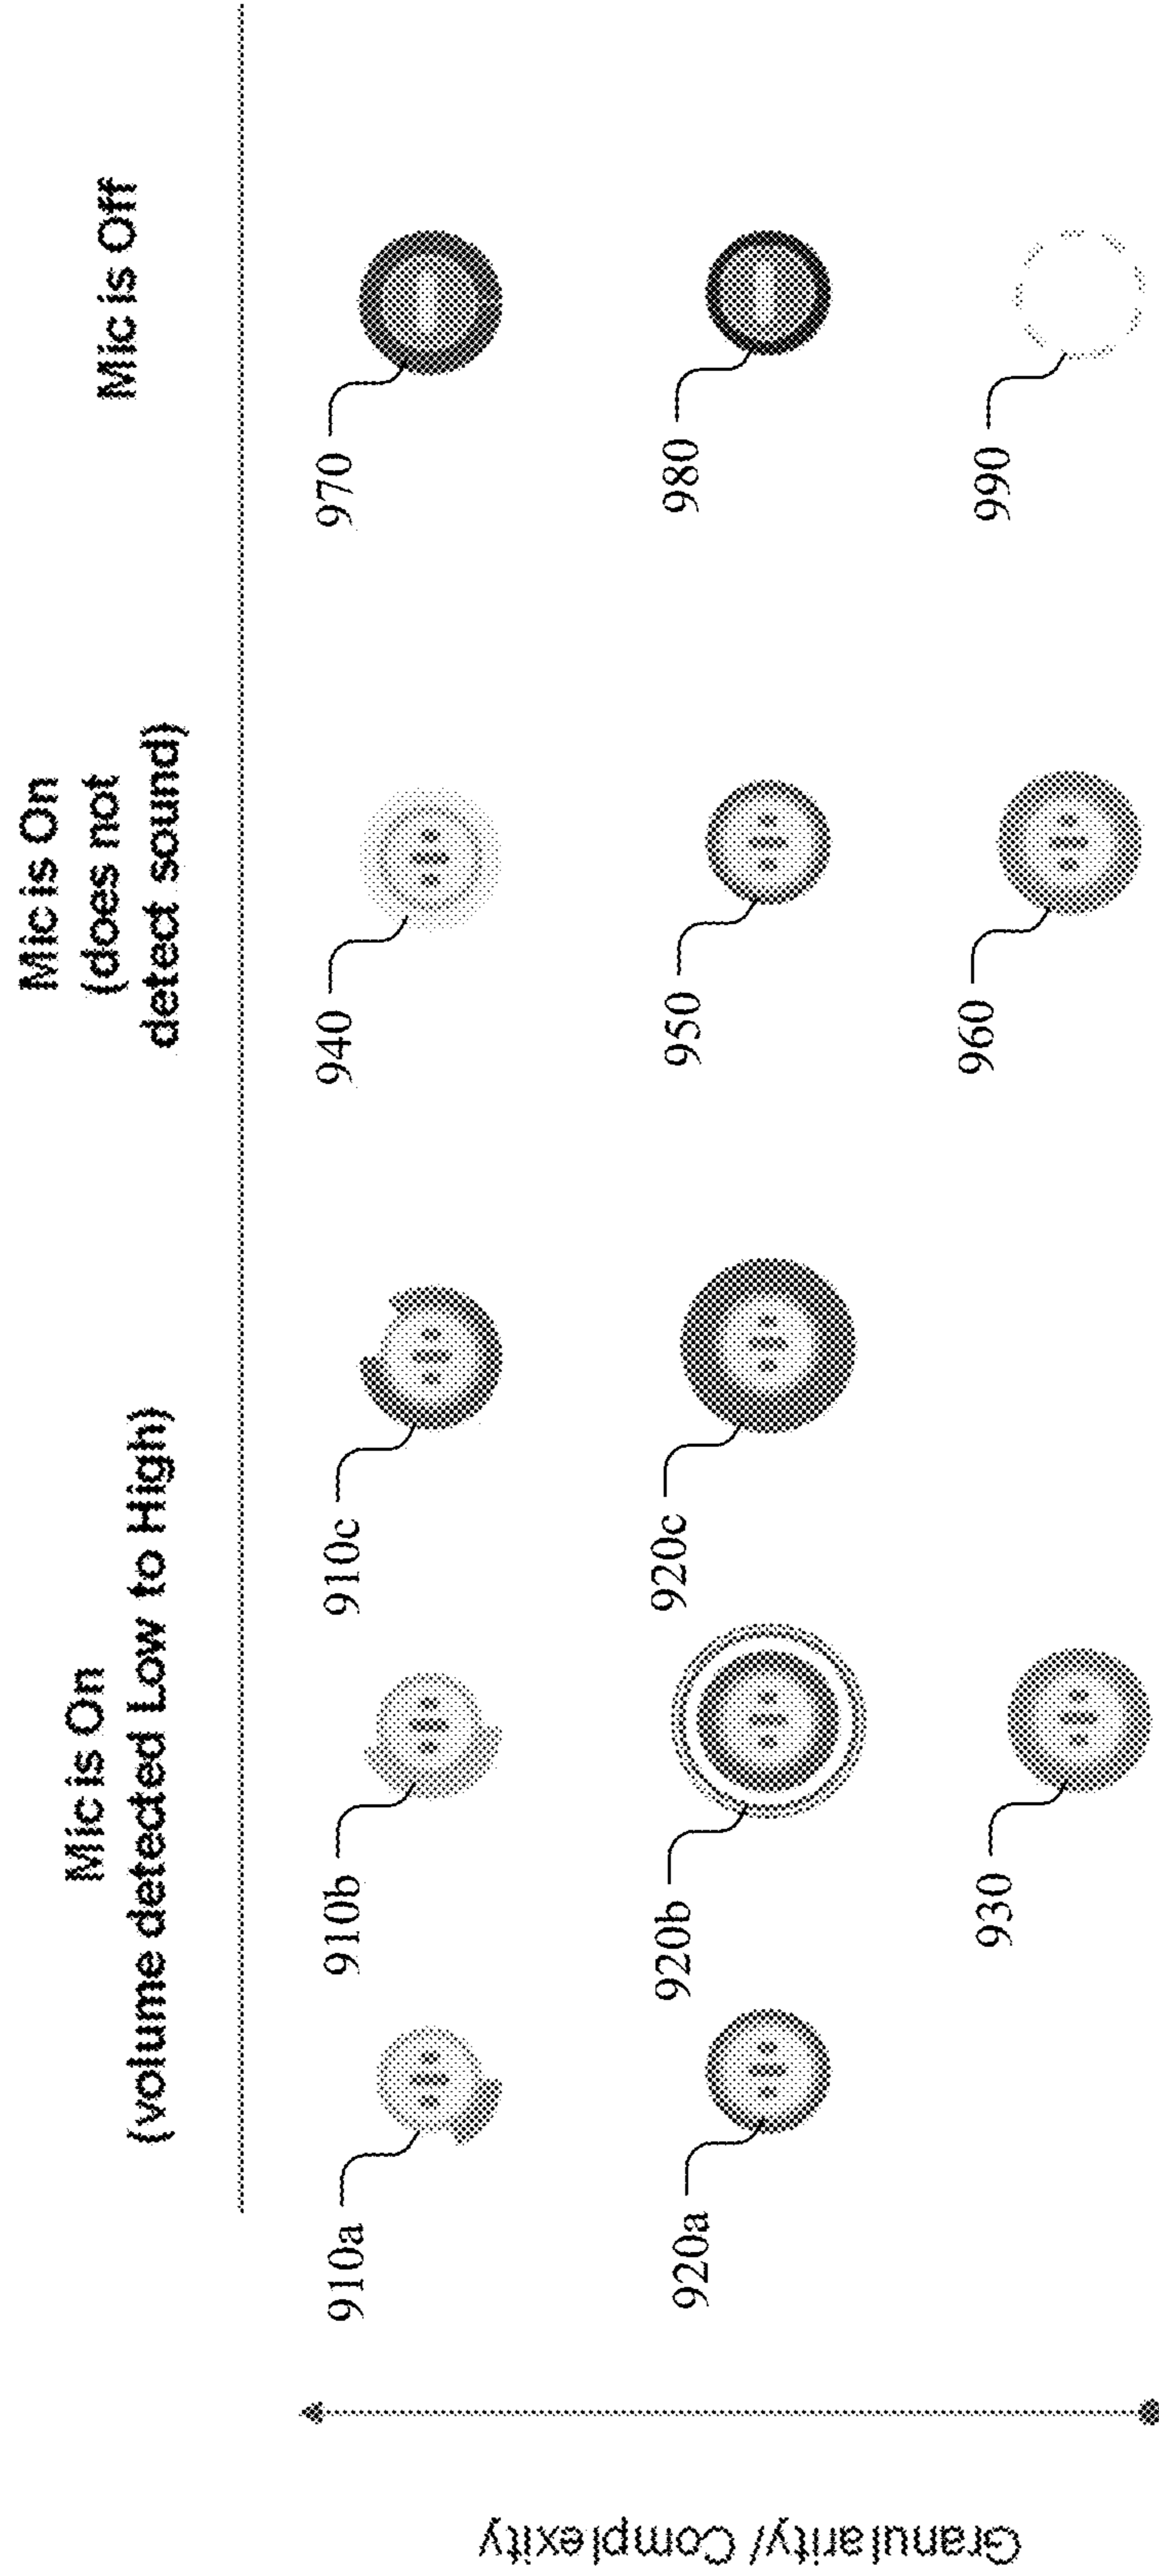 Mic is On
(volume detected Low to High)
Mic is On
(does not
detect sound)
Mic is Off
910a
910b
910c
940
970
920a
920b
920c
950
980
930
960
990
Granularity/ Complexity